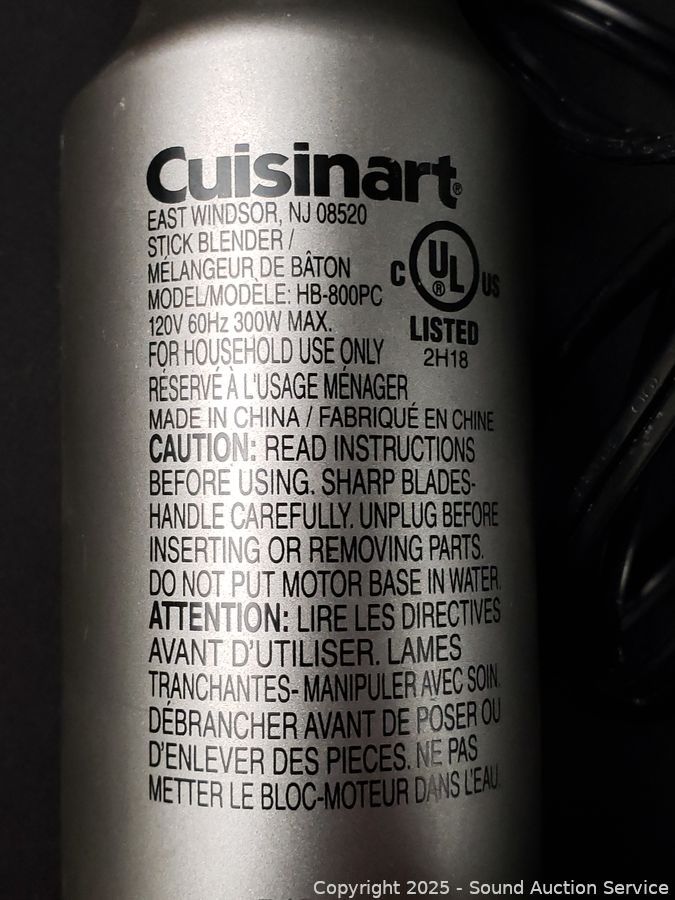 Cuisinart®
EAST WINDSOR, NJ 08520
STICK BLENDER /
MÉLANGEUR DE BÂTON
MODEL/MODÈLE: HB-800PC
120V 60Hz 300W MAX.
FOR HOUSEHOLD USE ONLY
RÉSERVÉ À L'USAGE MÉNAGER
MADE IN CHINA / FABRIQUÉ EN CHINE
C UL® US
LISTED
2H18
CAUTION: READ INSTRUCTIONS
BEFORE USING. SHARP BLADES-
HANDLE CAREFULLY. UNPLUG BEFORE
INSERTING OR REMOVING PARTS.
DO NOT PUT MOTOR BASE IN WATER.
ATTENTION: LIRE LES DIRECTIVES
AVANT D'UTILISER. LAMES
TRANCHANTES- MANIPULER AVEC SOIN.
DÉBRANCHER AVANT DE POSER OU
D'ENLEVER DES PIECES. NE PAS
METTER LE BLOC-MOTEUR DANS L'EAU.
Copyright 2025 - Sound Auction Service